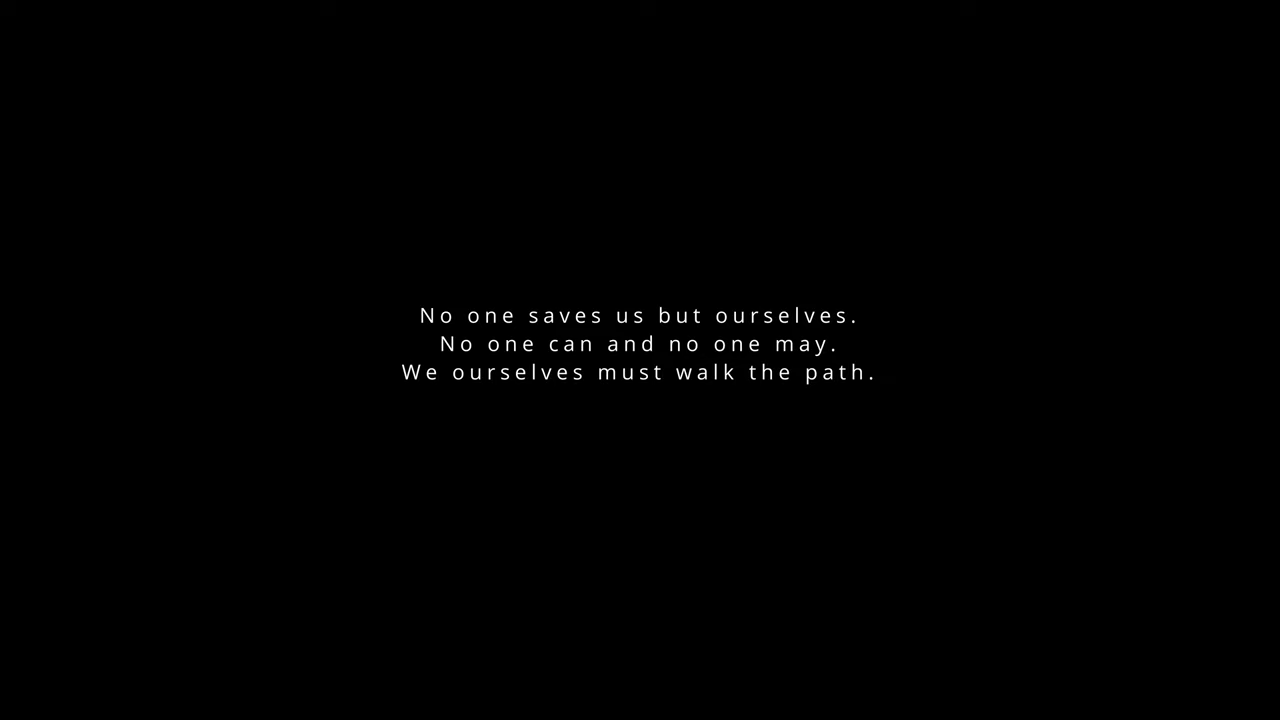 No one saves us but ourselves.
No one can and no one may.
We ourselves must walk the path.